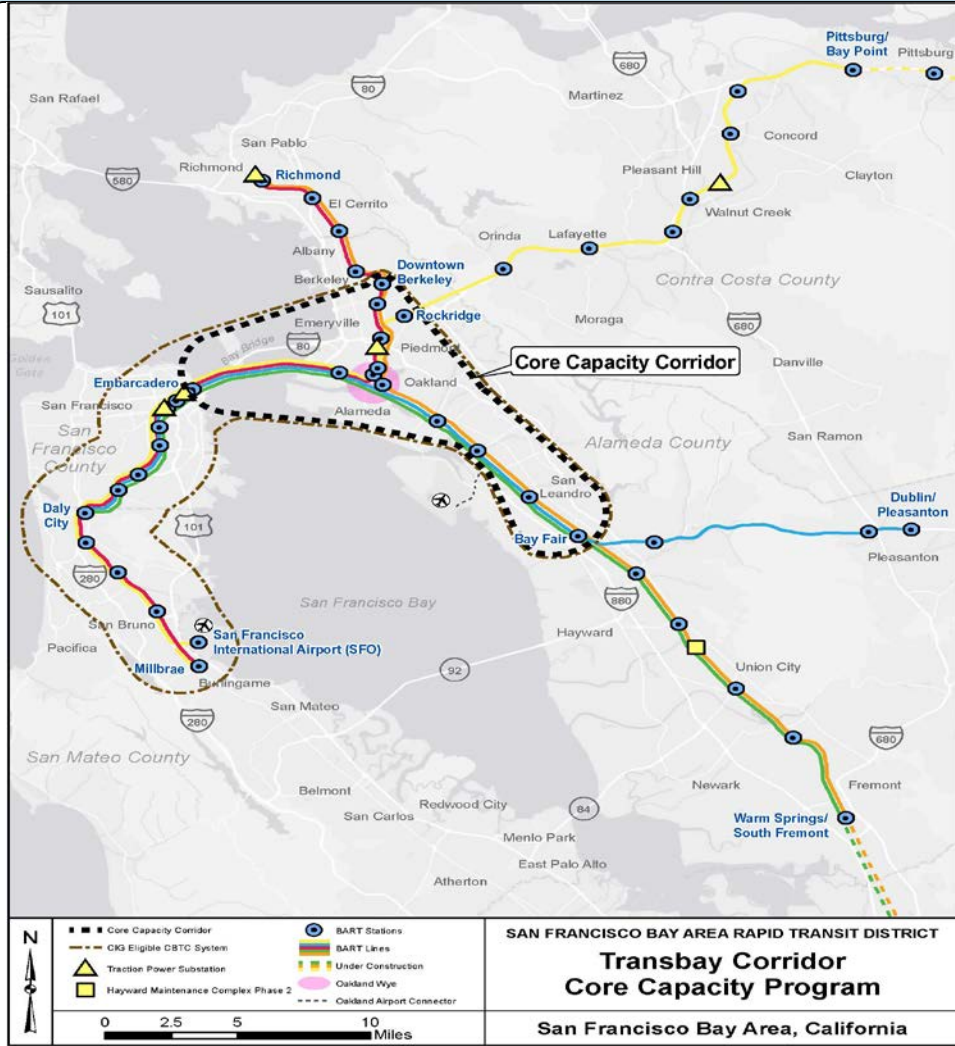 Pittsburg/
Bay Point
Pittsburg
680
80
Martinez
San Rafael
San Pablo
Concord
Richmond
Richmond
Pleasant Hill
Clayton
580
El Cerrito
Walnut Creek
Orinda
Lafayette
Albany
Downtown
Berkeley
Berkeley
Contra Costa County
Sausalito
101
Rockridge
Emeryville
Moraga
680
80
Bay Bridge
Piedmont
Golden
Gate
Core Capacity Corridor
Danville
Embarcadero
Oakland
San Francisco
Alameda
San
Francisco
County
Alameda County
San Ramon
San
Leandro
Daly
City
101
Dublin/
Pleasanton
Bay Fair
Pleasanton
280
880
San Francisco Bay
Hayward
San Bruno
San Francisco
International Airport (SFO)
Pacifica
Millbrae
Burlingame
92
Union City
San Mateo
280
680
San Mateo County
Newark
Fremont
Belmont
Redwood City
84
San Carlos
Warm Springs/
South Fremont
Menlo Park
East Palo Alto
Atherton
N
Core Capacity Corridor
CIG Eligible CBTC System
Traction Power Substation
Hayward Maintenance Complex Phase 2
BART Stations
BART Lines
Under Construction
Oakland Wye
Oakland Airport Connector
0 2.5 5 10
Miles
SAN FRANCISCO BAY AREA RAPID TRANSIT DISTRICT
Transbay Corridor
Core Capacity Program
San Francisco Bay Area, California